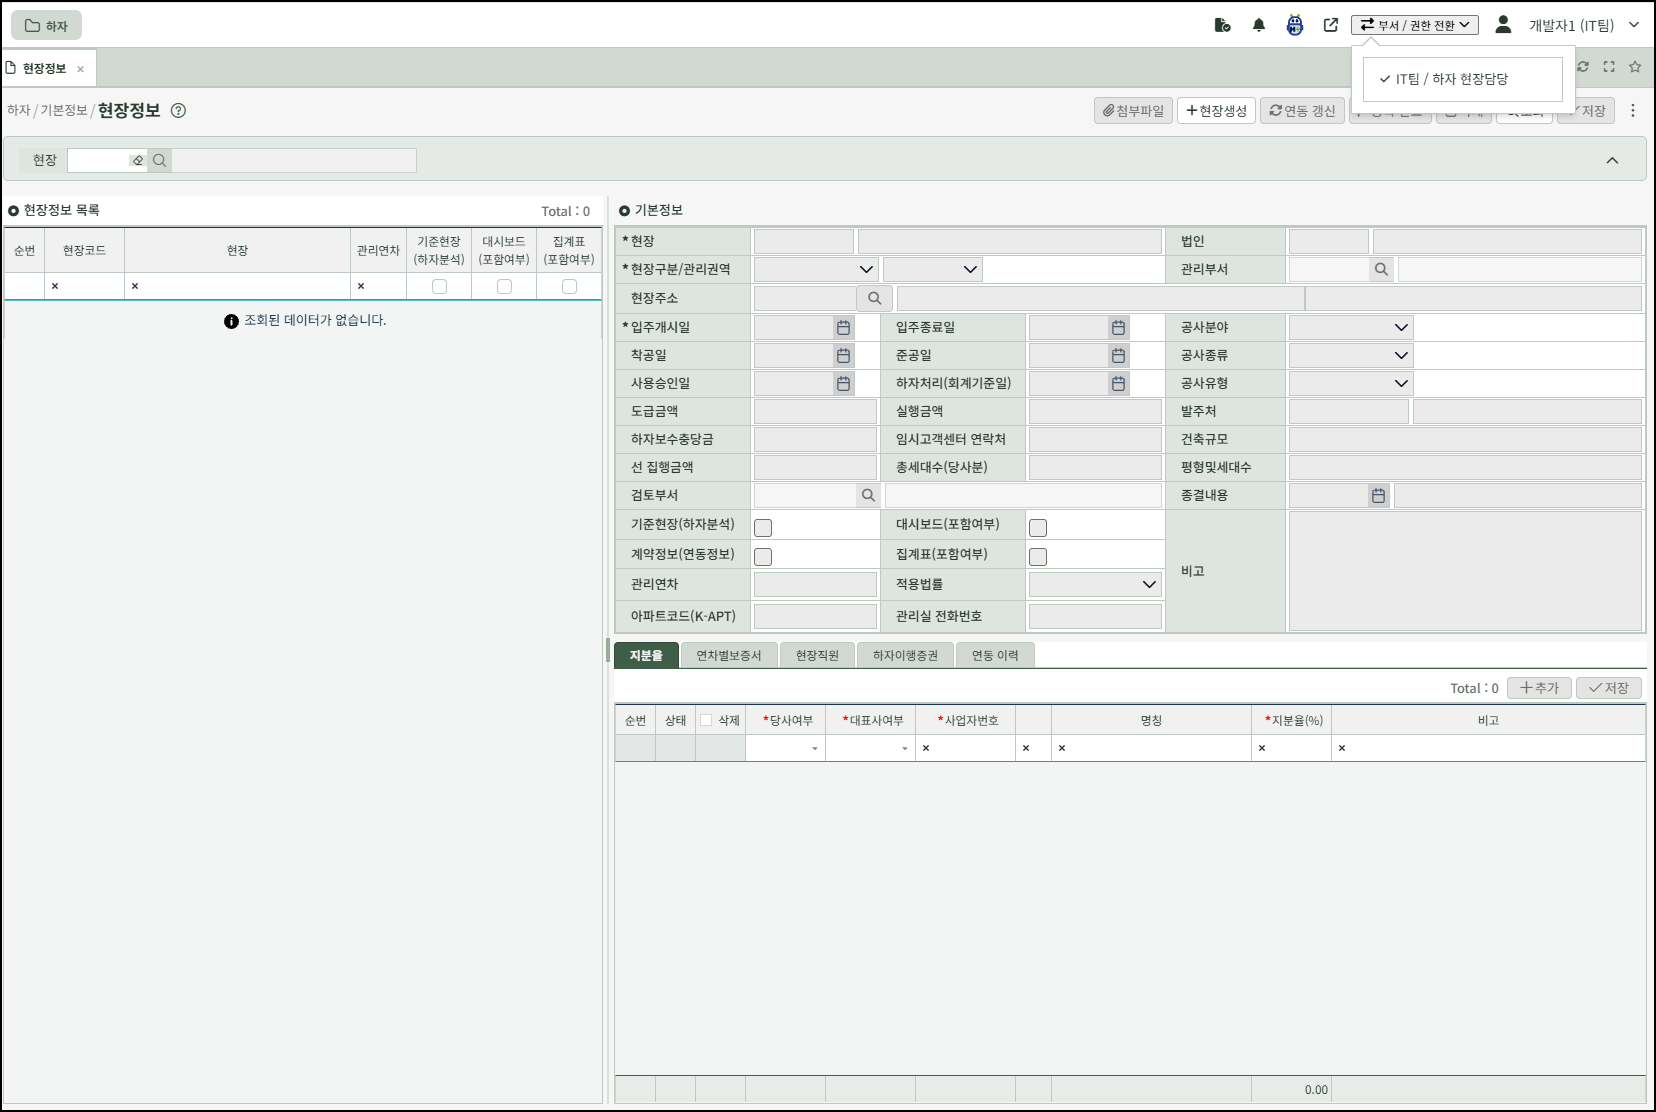 하자
부서 / 권한 전환
개발자1 (IT팀)
현장정보 ×
IT팀 / 하자 현장담당
하자 / 기본정보 / 현장정보
첨부파일
현장생성
연동 갱신
저장
현장
현장정보 목록
Total : 0
순번 현장코드 현장 관리연차 기준현장 (하자분석) 대시보드 (포함여부) 집계표 (포함여부)
조회된 데이터가 없습니다.
기본정보
* 현장 법인
* 현장구분/관리권역 관리부서
현장주소
* 입주개시일 입주종료일 공사분야
착공일 준공일 공사종류
사용승인일 하자처리(회계기준일) 공사유형
도급금액 실행금액 발주처
하자보수충당금 임시고객센터 연락처 건축규모
선 집행금액 총세대수(당사분) 평형및세대수
검토부서 종결내용
기준현장(하자분석) 대시보드(포함여부)
계약정보(연동정보) 집계표(포함여부)
비고
관리연차 적용법률
아파트코드(K-APT) 관리실 전화번호
지분율 연차별보증서 현장직원 하자이행증권 연동 이력
Total : 0 추가 저장
순번 상태 삭제 *당사여부 *대표사여부 *사업자번호 명칭 *지분율(%) 비고
0.00